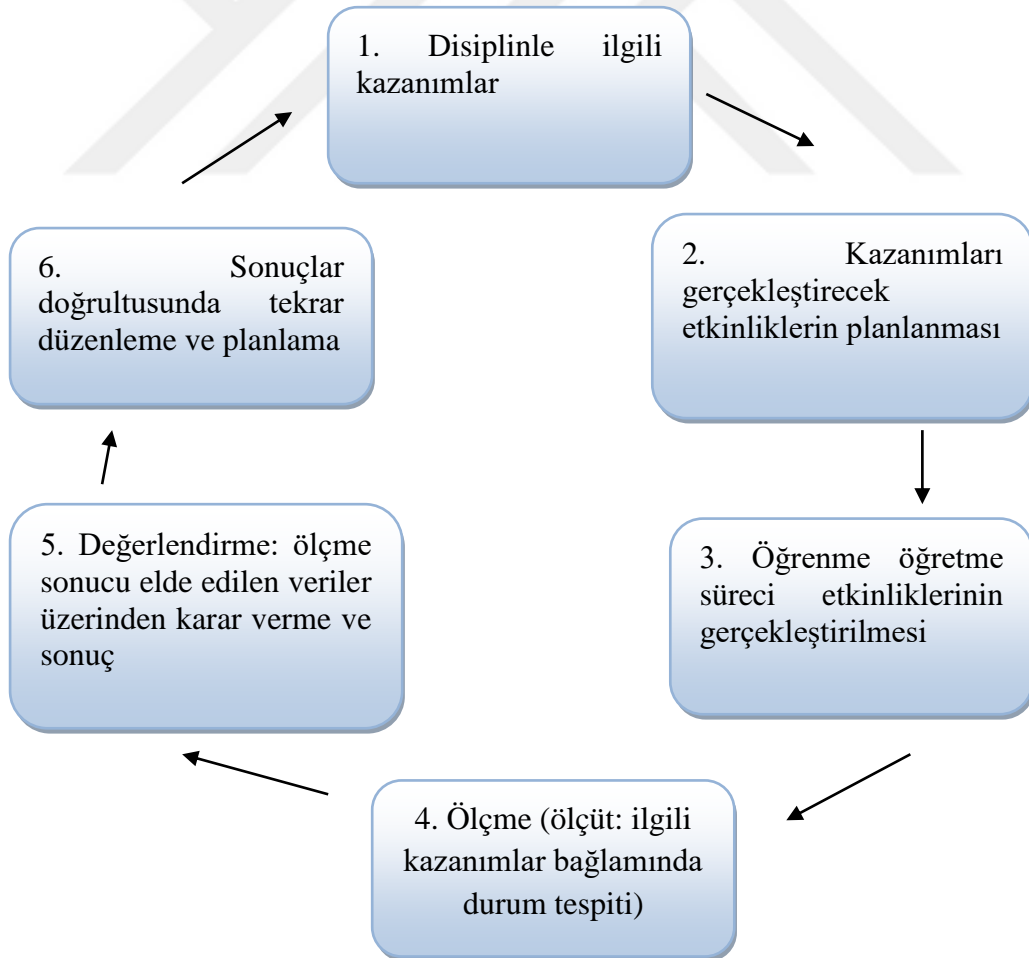 1. Disiplinle ilgili
kazanımlar
2. Kazanımları
gerçekleştirecek
etkinliklerin planlanması
3. Öğrenme öğretme
süreci etkinliklerinin
gerçekleştirilmesi
4. Ölçme (ölçüt: ilgili
kazanımlar bağlamında
durum tespiti)
5. Değerlendirme: ölçme
sonucu elde edilen veriler
üzerinden karar verme ve
sonuç
6. Sonuçlar
doğrultusunda tekrar
düzenleme ve planlama